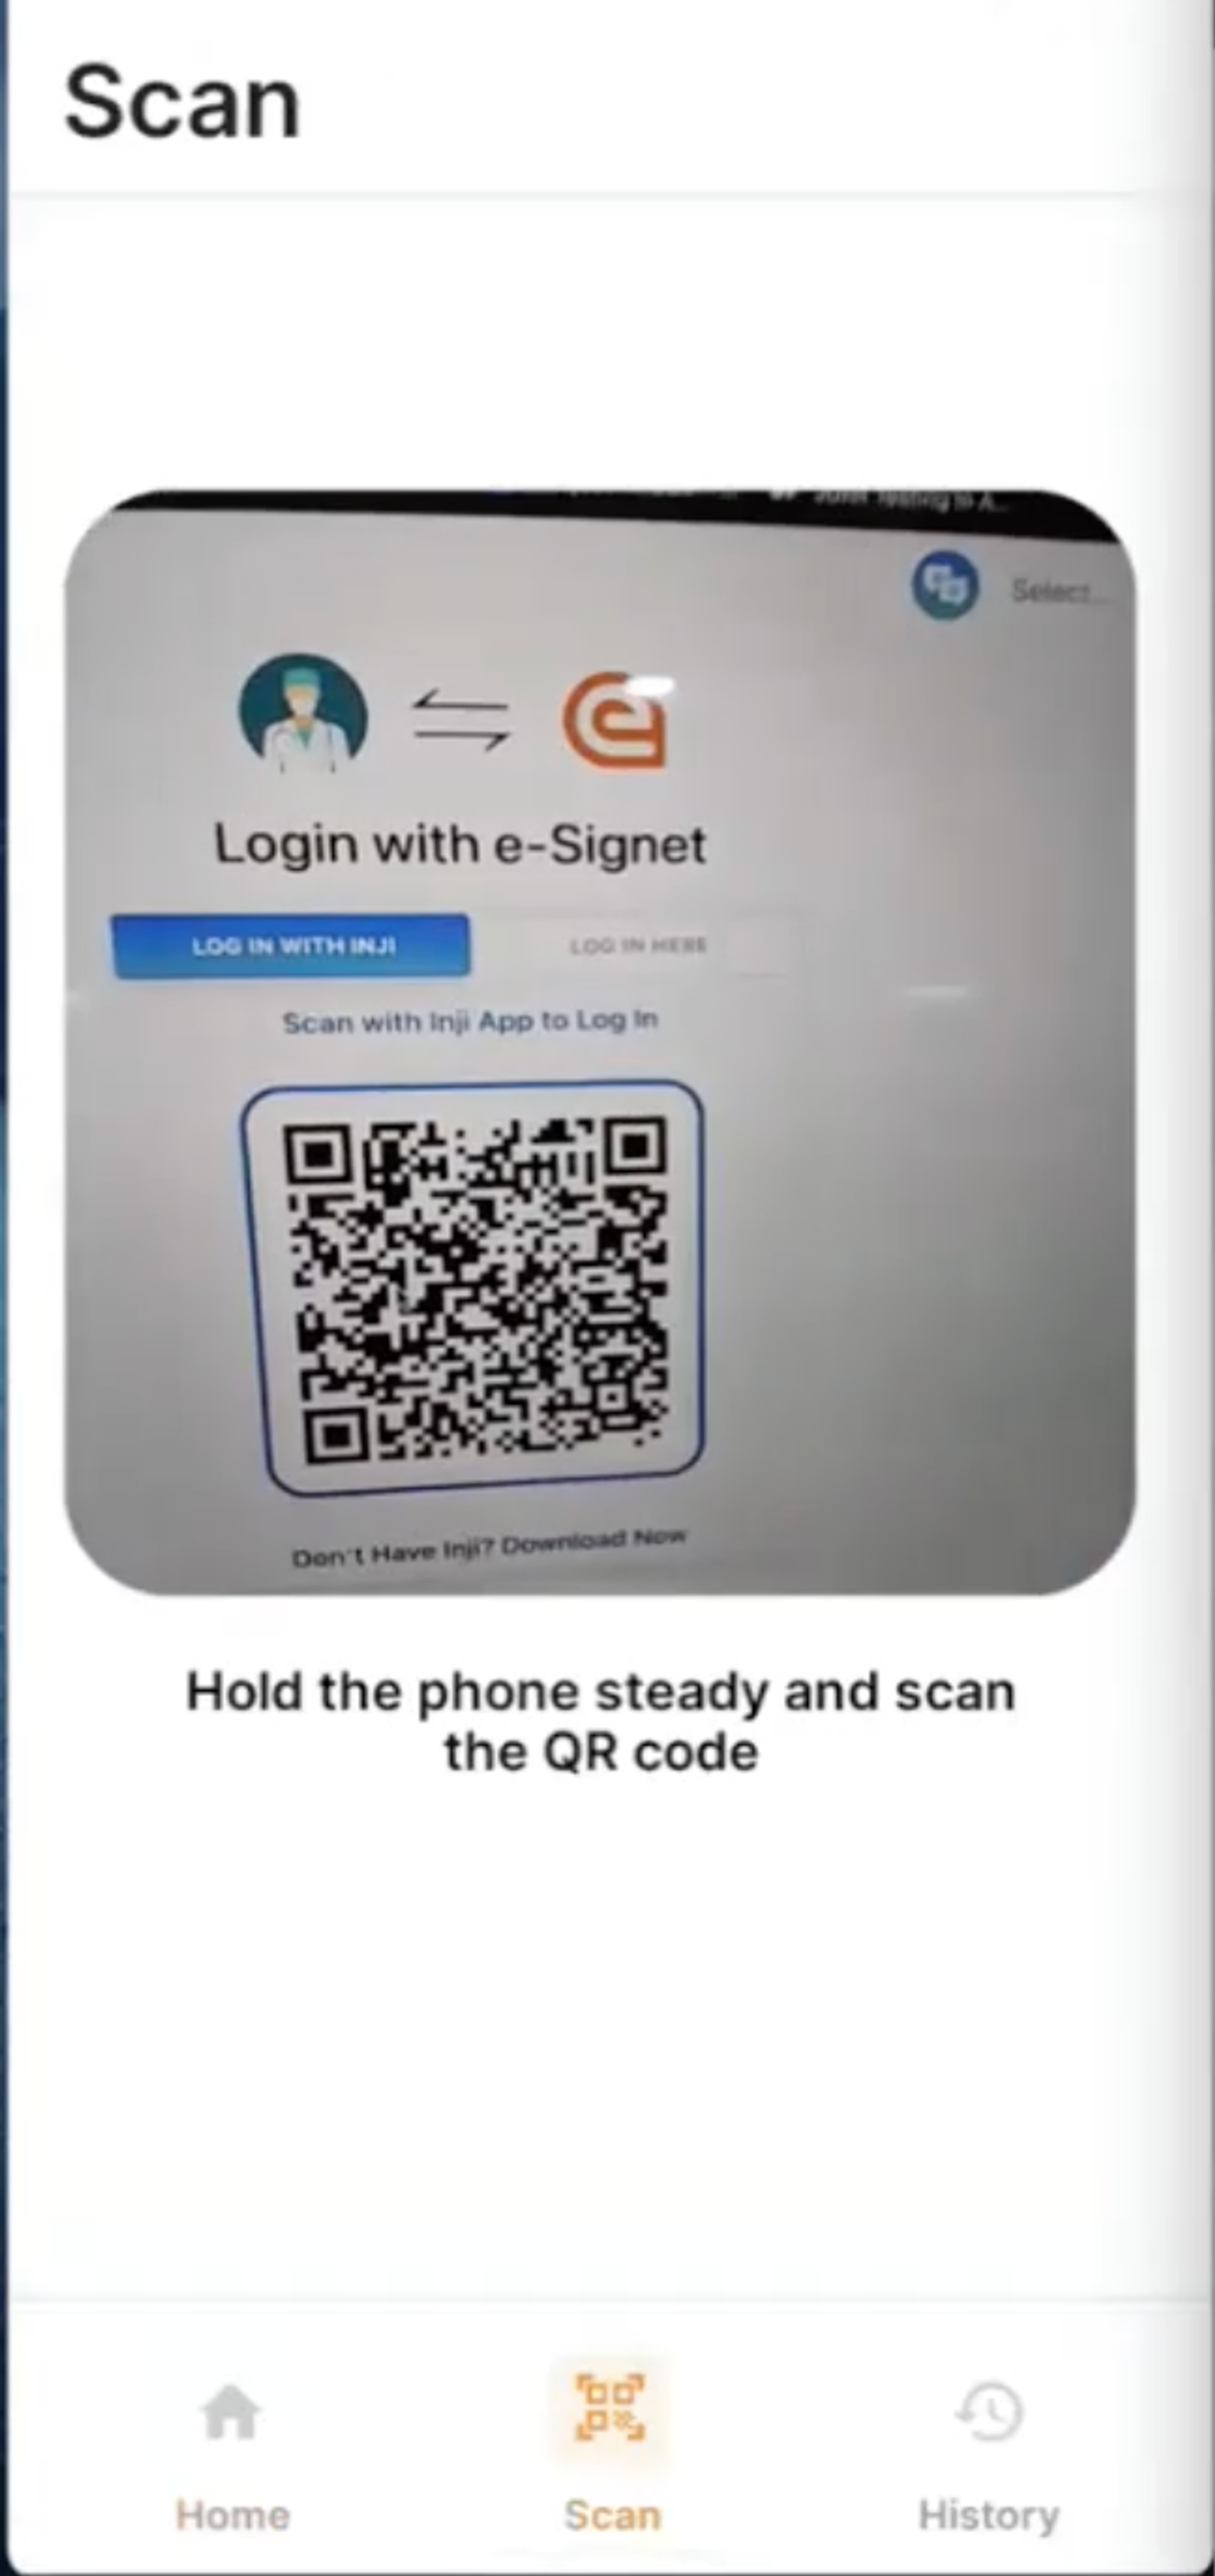 Scan
Select...
Login with e-Signet
LOG IN WITH INJI
LOG IN HERE
Scan with Inji App to Log In
Don't Have Inji? Download Now
Hold the phone steady and scan
the QR code
Home
Scan
History